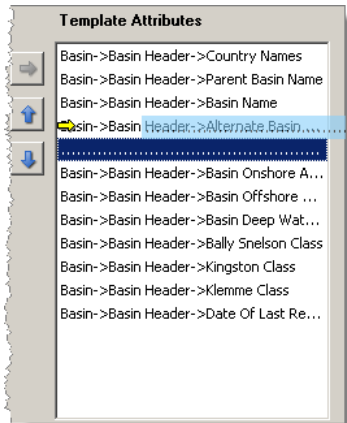 Template Attributes
Basin->Basin Header->Country Names
Basin->Basin Header->Parent Basin Name
Basin->Basin Header->Basin Name
sin->Basin Header->Alternate Basin.......
Basin->Basin Header->Basin Onshore A...
Basin->Basin Header->Basin Offshore ...
Basin->Basin Header->Basin Deep Wat...
Basin->Basin Header->Bally Snelson Class
Basin->Basin Header->Kingston Class
Basin->Basin Header->Klemme Class
Basin->Basin Header->Date Of Last Re...